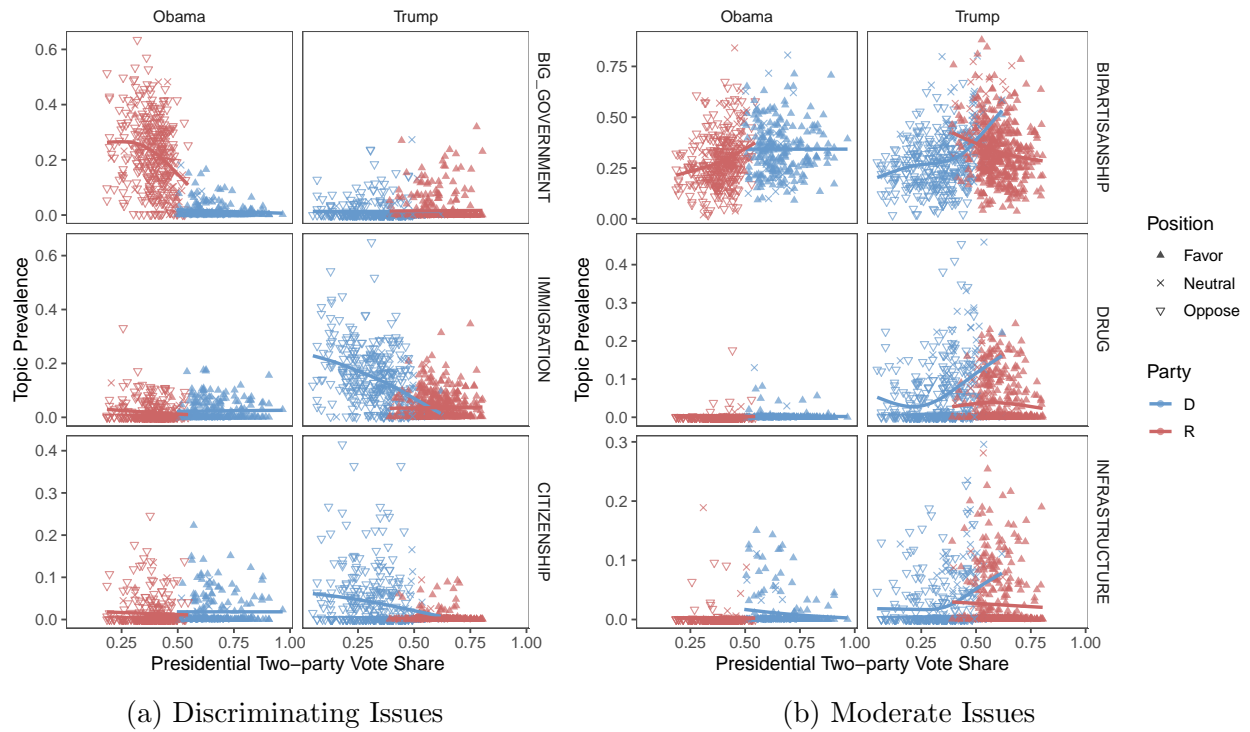 Obama
Trump
0.6
0.4
0.2
0.0
BIG_GOVERNMENT
0.6
0.4
0.2
0.0
IMMIGRATION
0.4
0.3
0.2
0.1
0.0
CITIZENSHIP
Topic Prevalence
0.25
0.50
0.75
1.00
0.25
0.50
0.75
1.00
Presidential Two−party Vote Share
(a) Discriminating Issues
Obama
Trump
0.75
0.50
0.25
0.00
BIPARTISANSHIP
0.4
0.3
0.2
0.1
0.0
DRUG
0.3
0.2
0.1
0.0
INFRASTRUCTURE
Topic Prevalence
0.25
0.50
0.75
1.00
0.25
0.50
0.75
1.00
Presidential Two−party Vote Share
(b) Moderate Issues
Position
Favor
Neutral
Oppose
Party
D
R